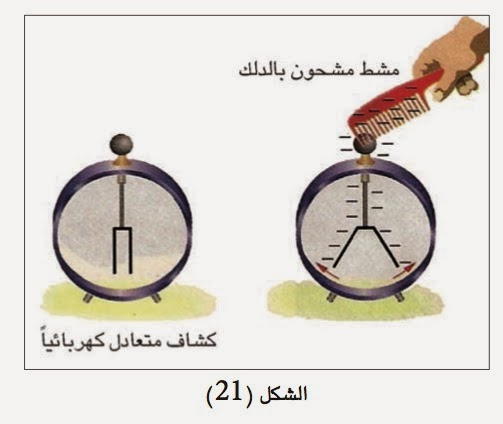 مشط مشحون بالدلك
كشاف متعادل كهربائياً
الشكل (21)